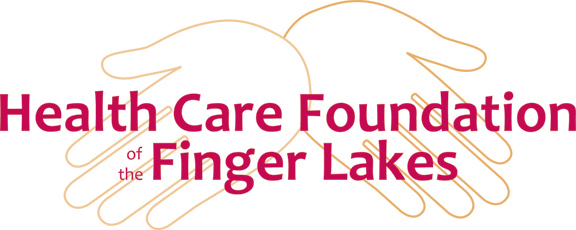 Health Care Foundation
of
the Finger Lakes